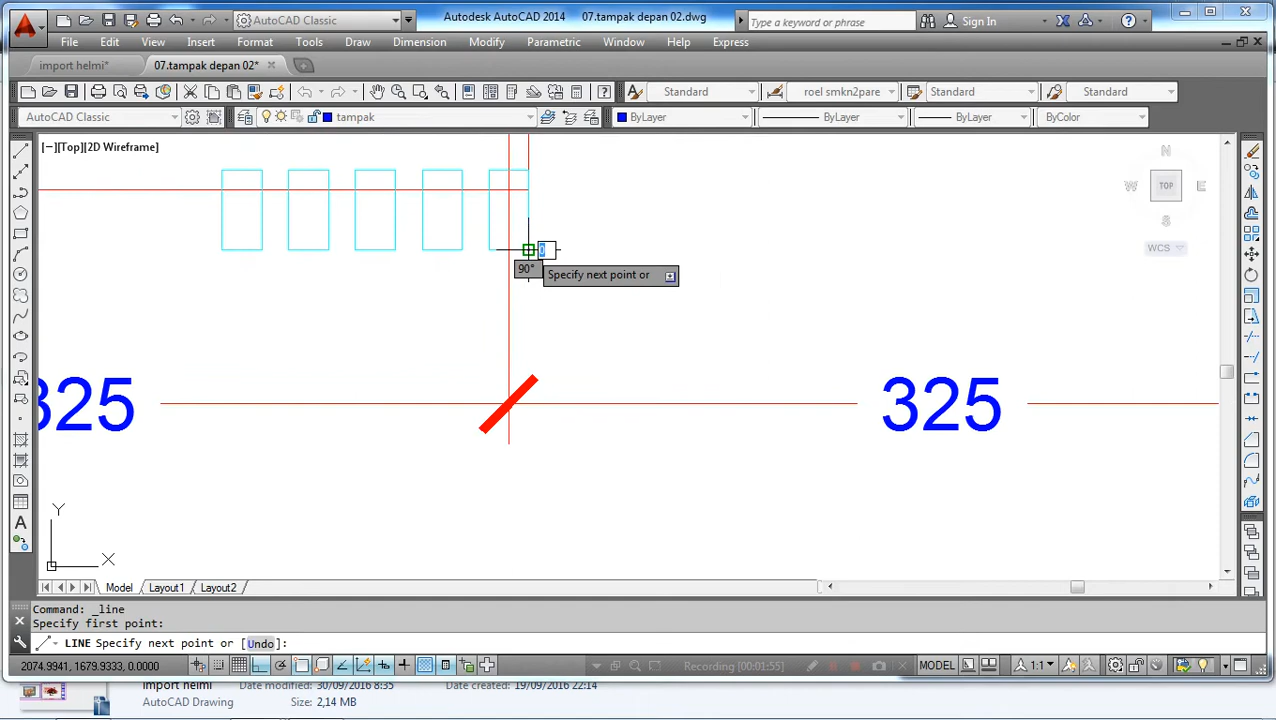 AutoCAD Classic
Autodesk AutoCAD 2014 07.tampak depan 02.dwg
Type a keyword or phrase
Sign In
File Edit View Insert Format Tools Draw Dimension Modify Parametric Window Help Express
import helmi*
07.tampak depan 02*
Standard
roel smkn2pare
Standard
Standard
AutoCAD Classic
tampak
ByLayer
ByLayer
ByLayer
ByColor
[−][Top][2D Wireframe]
N
W TOP E
S
WCS
0
90°
Specify next point or
325
325
Y
X
Model Layout1 Layout2
Command: _line
Specify first point:
LINE Specify next point or [Undo]:
2074.9941, 1679.9333, 0.0000
Recording [00:01:55]
MODEL
1:1
import helmi Date modified: 30/09/2016 8:35 Date created: 19/09/2016 22:14
AutoCAD Drawing Size: 2,14 MB